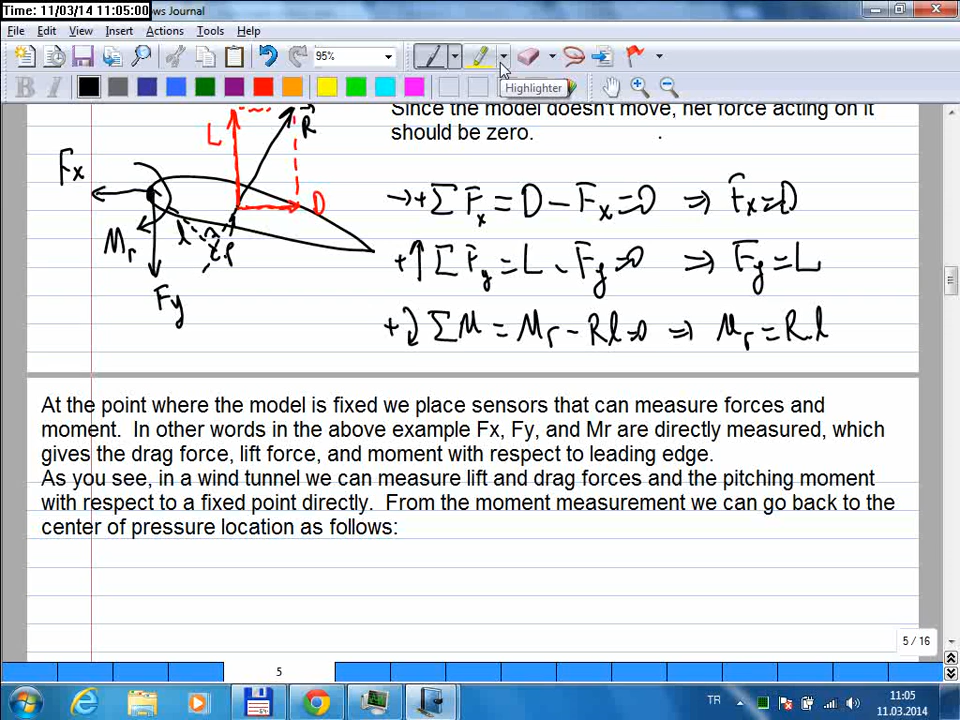 Time: 11/03/14 11:05:00
ws Journal
File Edit View Insert Actions Tools Help
95%
B I
Highlighter
Since the model doesn't move, net force acting on it
should be zero.
L
R
Fx
D
Mr
l
Fy
→+ΣFx = D - Fx = 0 ⇒ Fx = D
+↑ΣFy = L - Fy = 0 ⇒ Fy = L
+ ΣM = Mr - Rl = 0 ⇒ Mr = R.l
At the point where the model is fixed we place sensors that can measure forces and
moment. In other words in the above example Fx, Fy, and Mr are directly measured, which
gives the drag force, lift force, and moment with respect to leading edge.
As you see, in a wind tunnel we can measure lift and drag forces and the pitching moment
with respect to a fixed point directly. From the moment measurement we can go back to the
center of pressure location as follows:
5 / 16
5
TR
11:05
11.03.2014